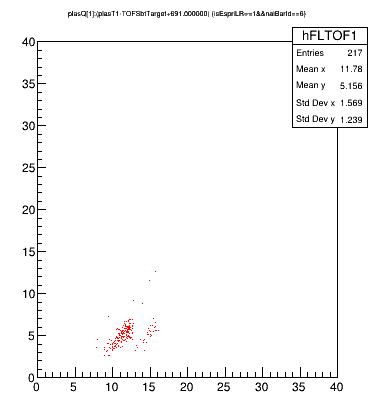 plasQ[1]:(plasT1-TOFSbtTarget+691.000000) {isEspriLR==1&&naiBarId==6}
hFLTOF1
Entries 217
Mean x 11.78
Mean y 5.156
Std Dev x 1.569
Std Dev y 1.239
40
35
30
25
20
15
10
5
0
0 5 10 15 20 25 30 35 40